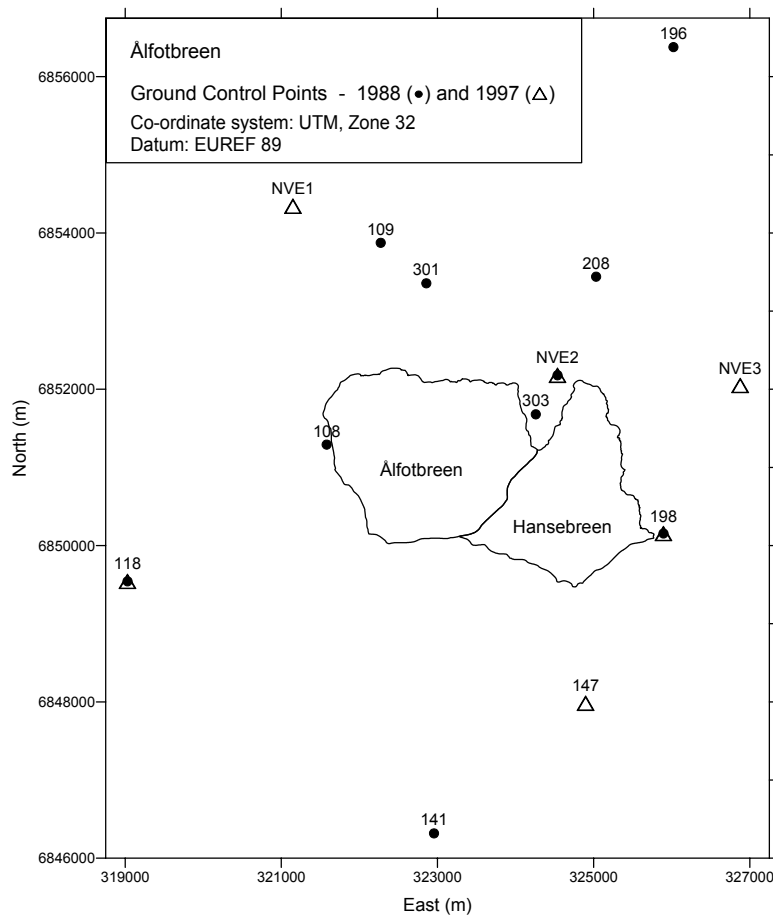 Ålfotbreen
Ground Control Points - 1988 (●) and 1997 (△)
Co-ordinate system: UTM, Zone 32
Datum: EUREF 89
196
6856000
NVE1
6854000
109
301
208
NVE2
NVE3
6852000
303
108
Ålfotbreen
Hansebreen
198
6850000
118
147
6848000
141
6846000
North (m)
319000 321000 323000 325000 327000
East (m)